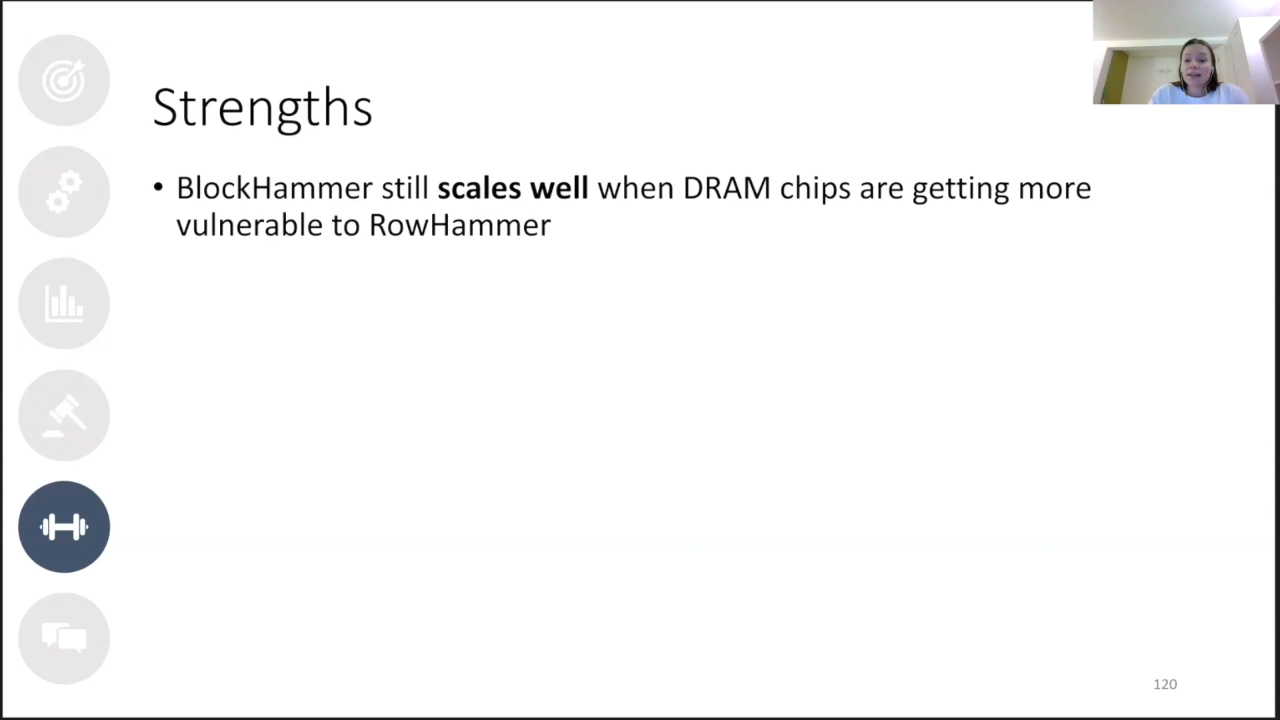 Strengths
• BlockHammer still scales well when DRAM chips are getting more
vulnerable to RowHammer
120